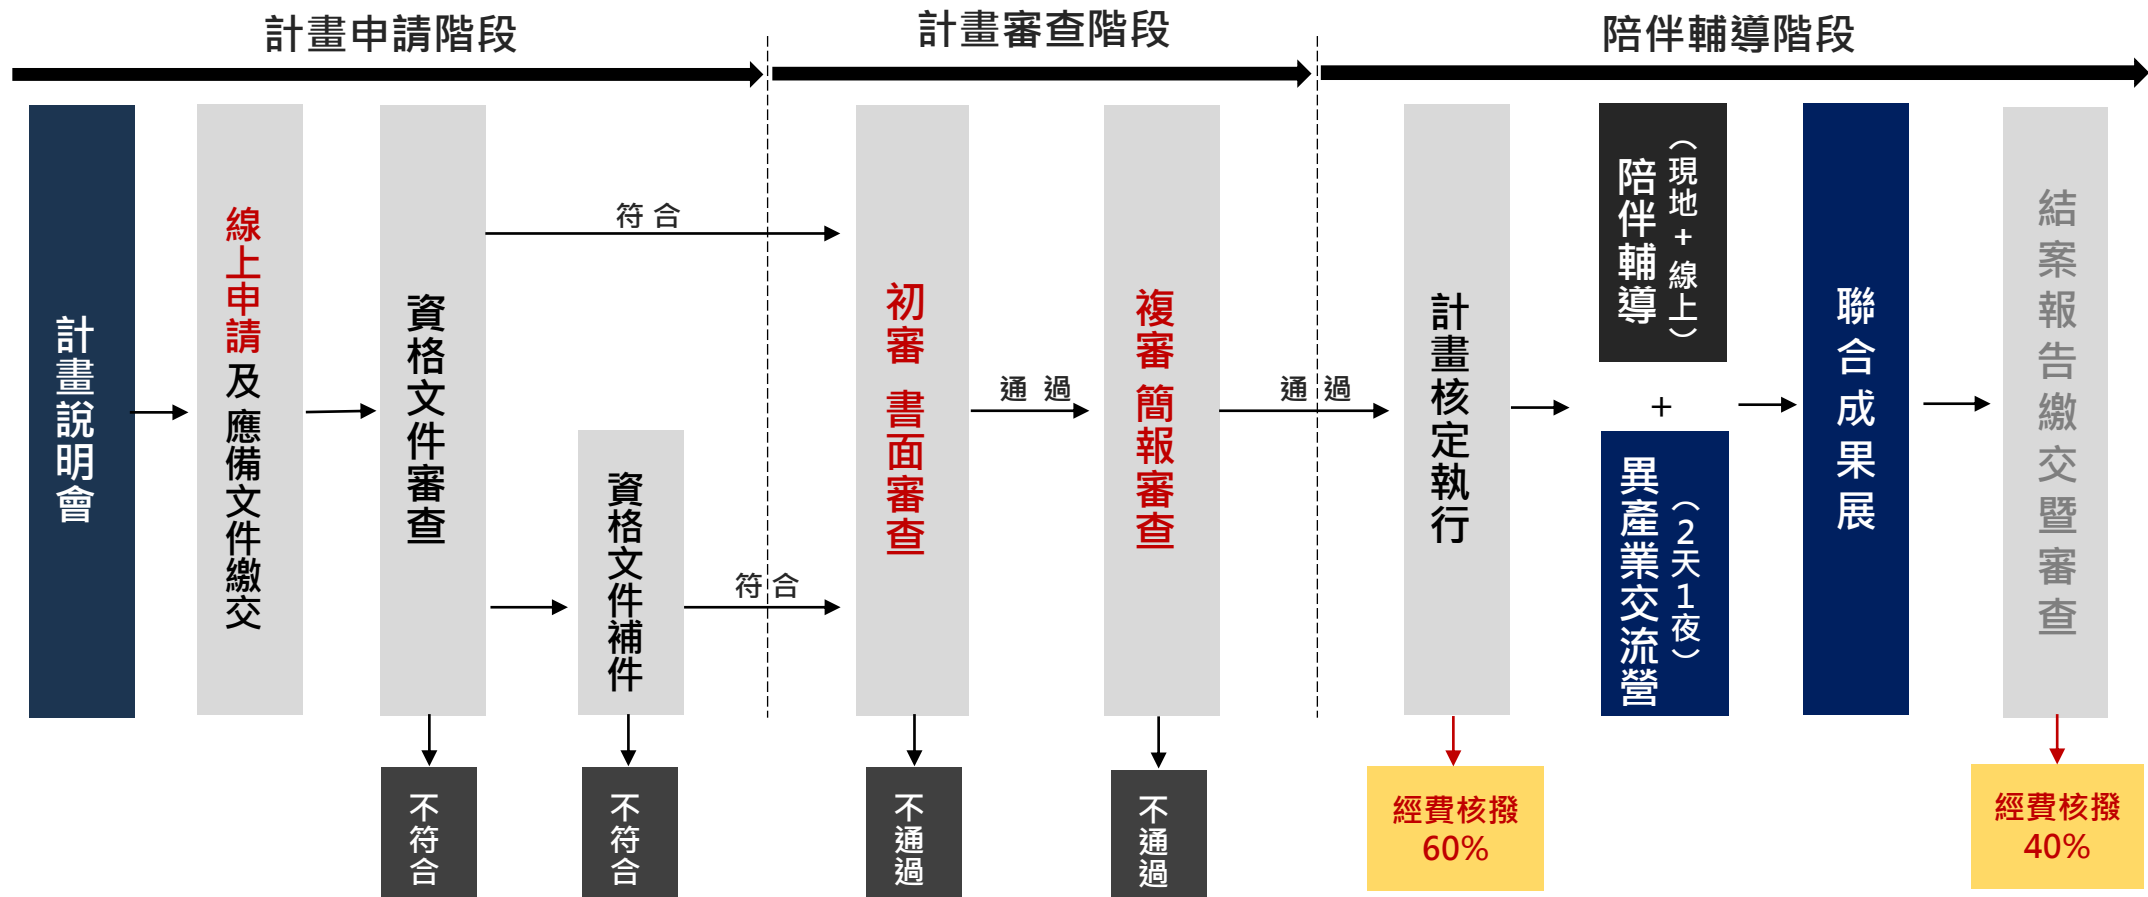 計畫申請階段
計畫審查階段
陪伴輔導階段
計畫說明會
線上申請及應備文件繳交
資格文件審查
符合
資格文件補件
符合
不符合
不符合
初審 書面審查
通 過
不通過
複審 簡報審查
通 過
不通過
計畫核定執行
經費核撥
60%
陪伴輔導
（現地+線上）
+
異產業交流營
（2天1夜）
聯合成果展
結案報告繳交暨審查
經費核撥
40%